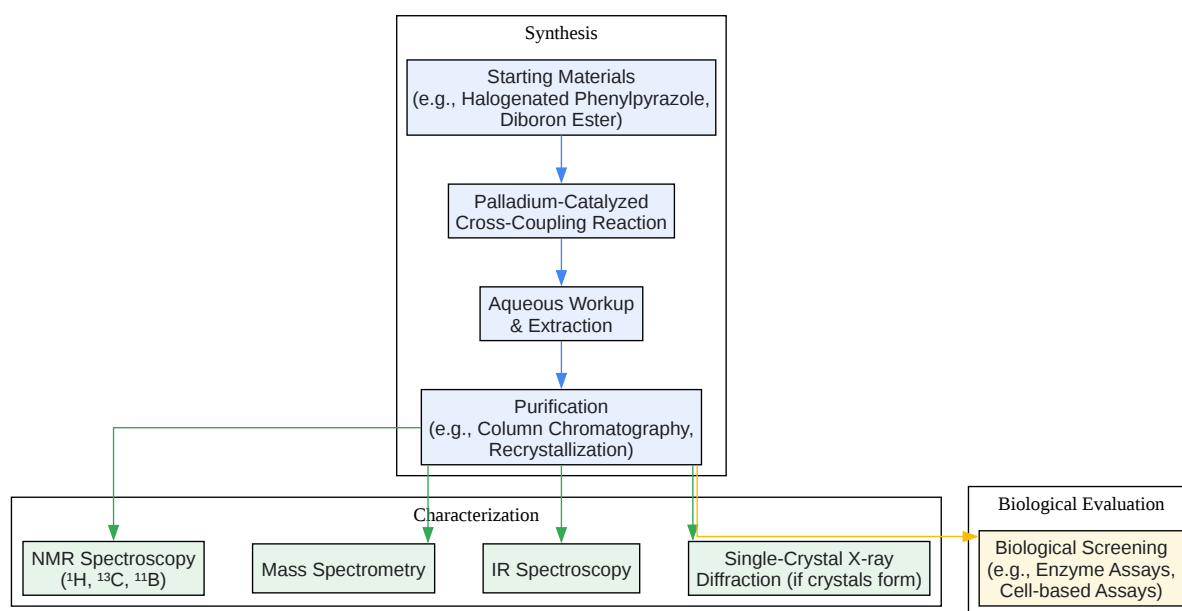 Synthesis
Starting Materials
(e.g., Halogenated Phenylpyrazole,
Diboron Ester)
Palladium-Catalyzed
Cross-Coupling Reaction
Aqueous Workup
& Extraction
Purification
(e.g., Column Chromatography,
Recrystallization)
Characterization
NMR Spectroscopy
(¹H, ¹³C, ¹¹B)
Mass Spectrometry
IR Spectroscopy
Single-Crystal X-ray
Diffraction (if crystals form)
Biological Evaluation
Biological Screening
(e.g., Enzyme Assays,
Cell-based Assays)